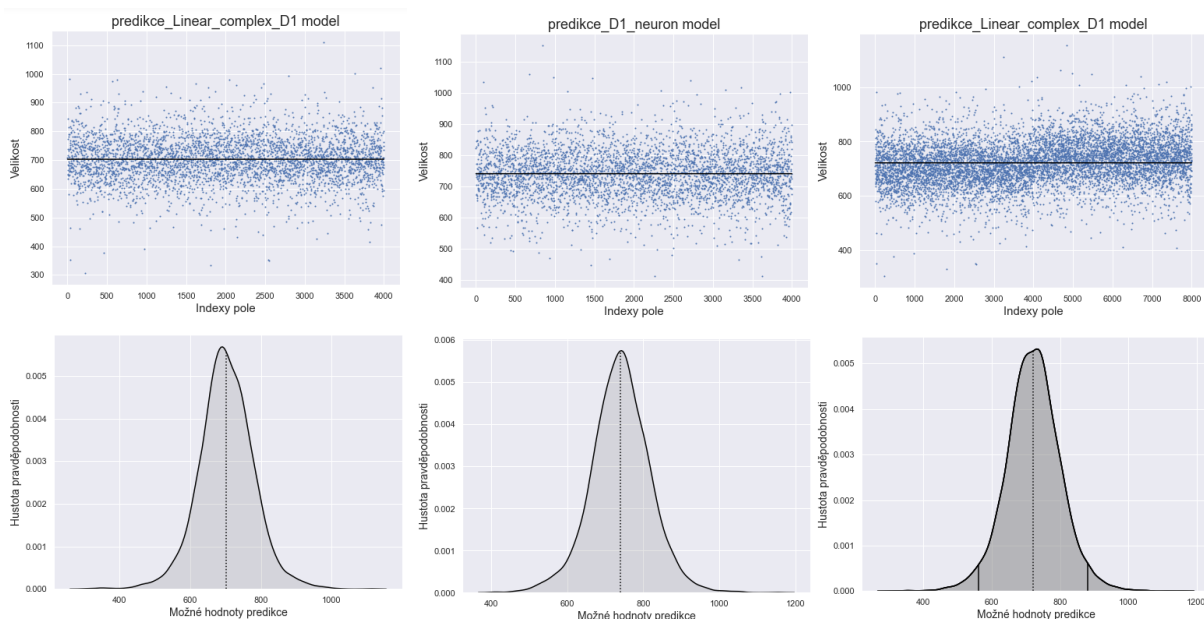 predikce_Linear_complex_D1 model
1100
1000
900
800
700
600
500
400
300
Velikost
0 500 1000 1500 2000 2500 3000 3500 4000
Indexy pole
predikce_D1_neuron model
1100
1000
900
800
700
600
500
400
Velikost
0 500 1000 1500 2000 2500 3000 3500 4000
Indexy pole
predikce_Linear_complex_D1 model
1000
800
600
400
Velikost
0 1000 2000 3000 4000 5000 6000 7000 8000
Indexy pole
0.005
0.004
0.003
0.002
0.001
0.000
Hustota pravděpodobnosti
400 600 800 1000
Možné hodnoty predikce
0.006
0.005
0.004
0.003
0.002
0.001
0.000
Hustota pravděpodobnosti
400 600 800 1000 1200
Možné hodnoty predikce
0.005
0.004
0.003
0.002
0.001
0.000
Hustota pravděpodobnosti
400 600 800 1000 1200
Možné hodnoty predikce